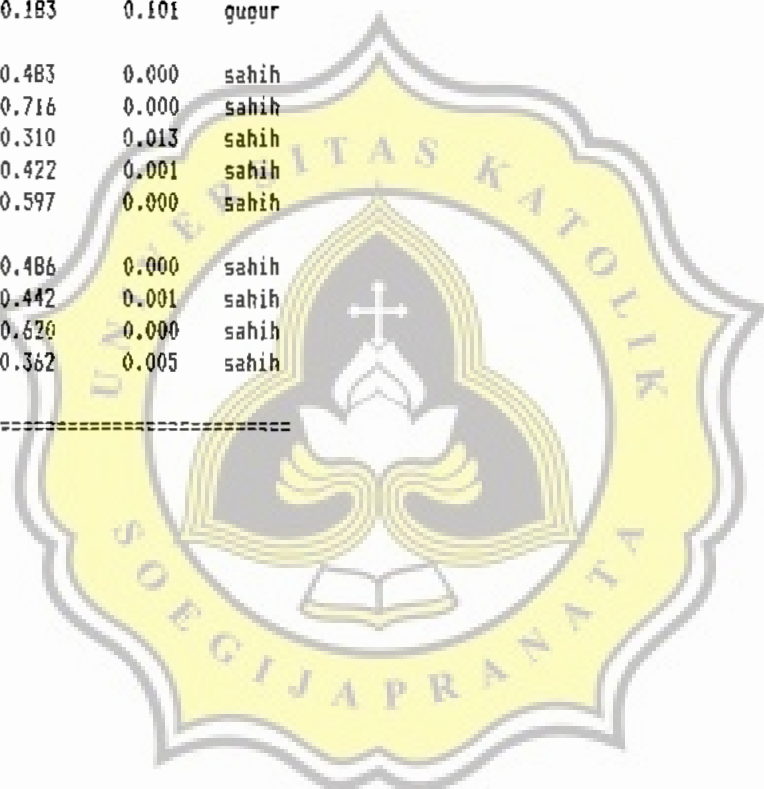 0.183 0.101 gugur
0.483 0.000 sahih
0.716 0.000 sahih
0.310 0.013 sahih
0.422 0.001 sahih
0.597 0.000 sahih
0.486 0.000 sahih
0.442 0.001 sahih
0.620 0.000 sahih
0.362 0.005 sahih
==========================
UNIVERSITAS KATOLIK
SOEGIJAPRANATA